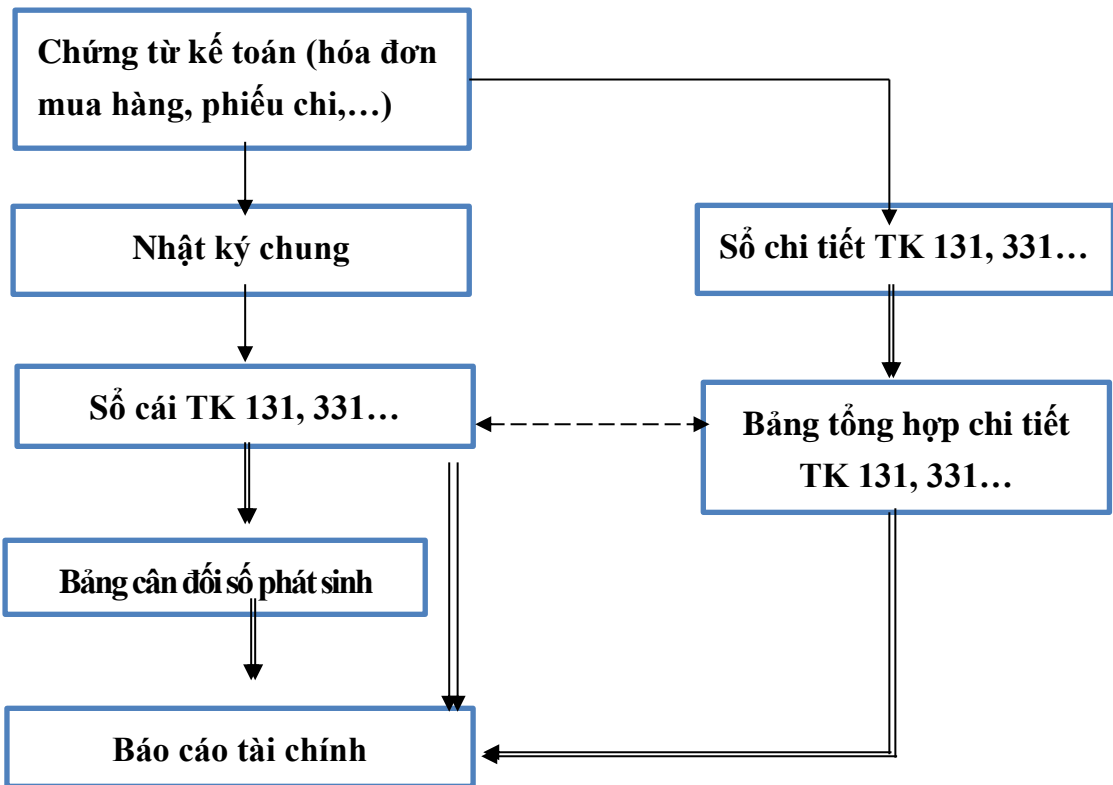 Chứng từ kế toán (hóa đơn
mua hàng, phiếu chi,…)
Nhật ký chung
Sổ chi tiết TK 131, 331…
Sổ cái TK 131, 331…
Bảng tổng hợp chi tiết
TK 131, 331…
Bảng cân đối số phát sinh
Báo cáo tài chính